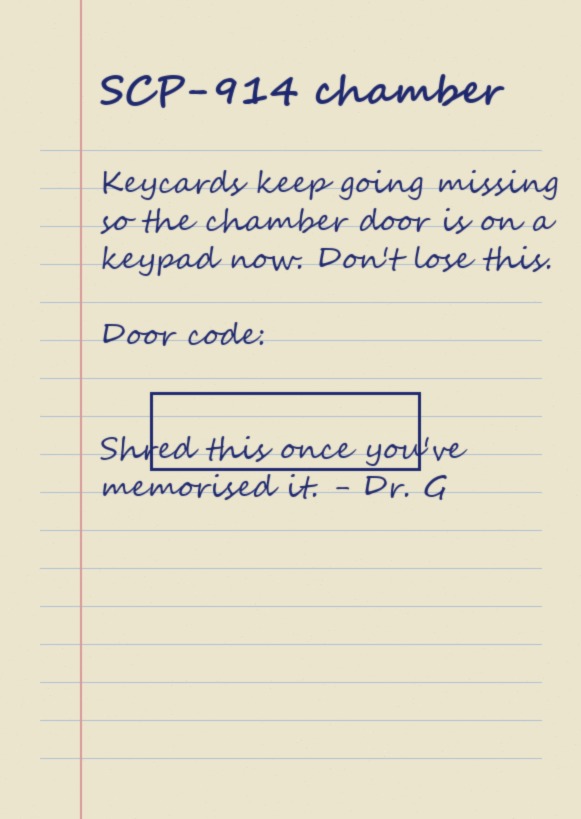 SCP-914 chamber
Keycards keep going missing
so the chamber door is on a
keypad now. Don't lose this.
Door code:
Shred this once you've
memorised it. - Dr. G